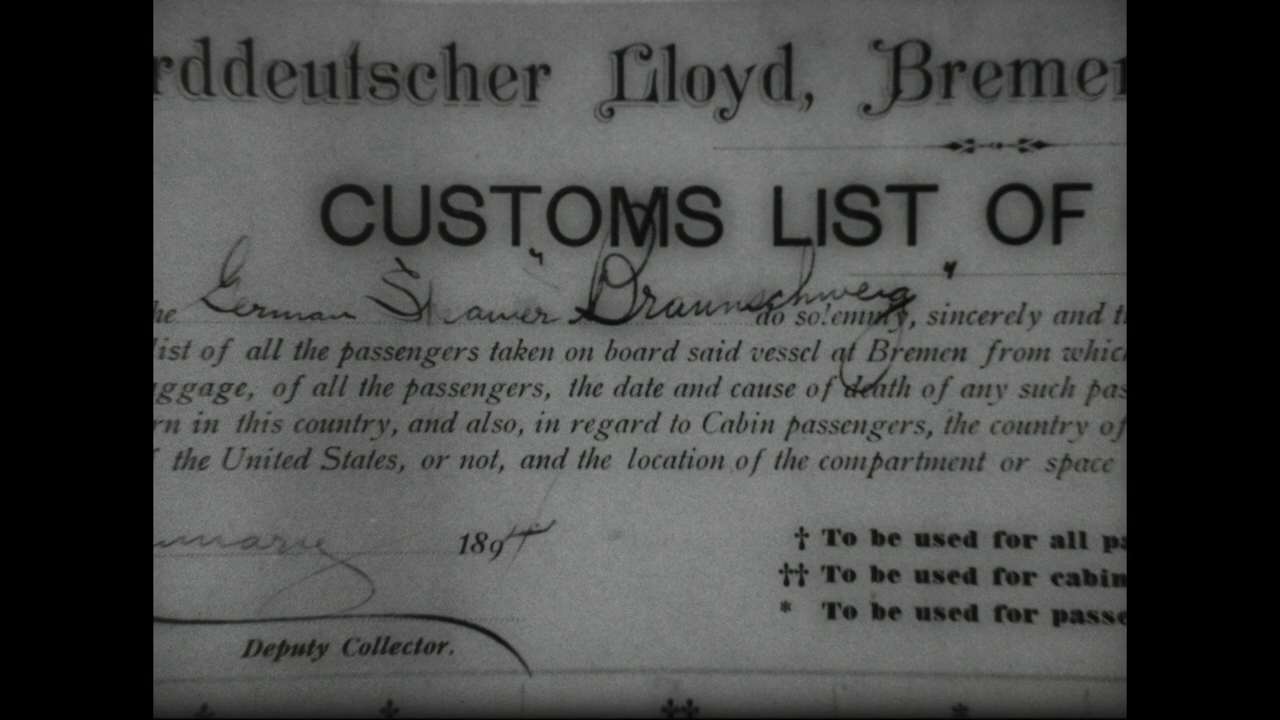 rddeutscher Lloyd, Bremen
CUSTOMS LIST OF
he German Steamer "Braunschweig" do solemnly, sincerely and t
list of all the passengers taken on board said vessel at Bremen from whic
aggage, of all the passengers, the date and cause of death of any such pas
rn in this country, and also, in regard to Cabin passengers, the country of
f the United States, or not, and the location of the compartment or space
nuary 1894
† To be used for all pa
†† To be used for cabin
* To be used for passe
Deputy Collector.
† † †† *